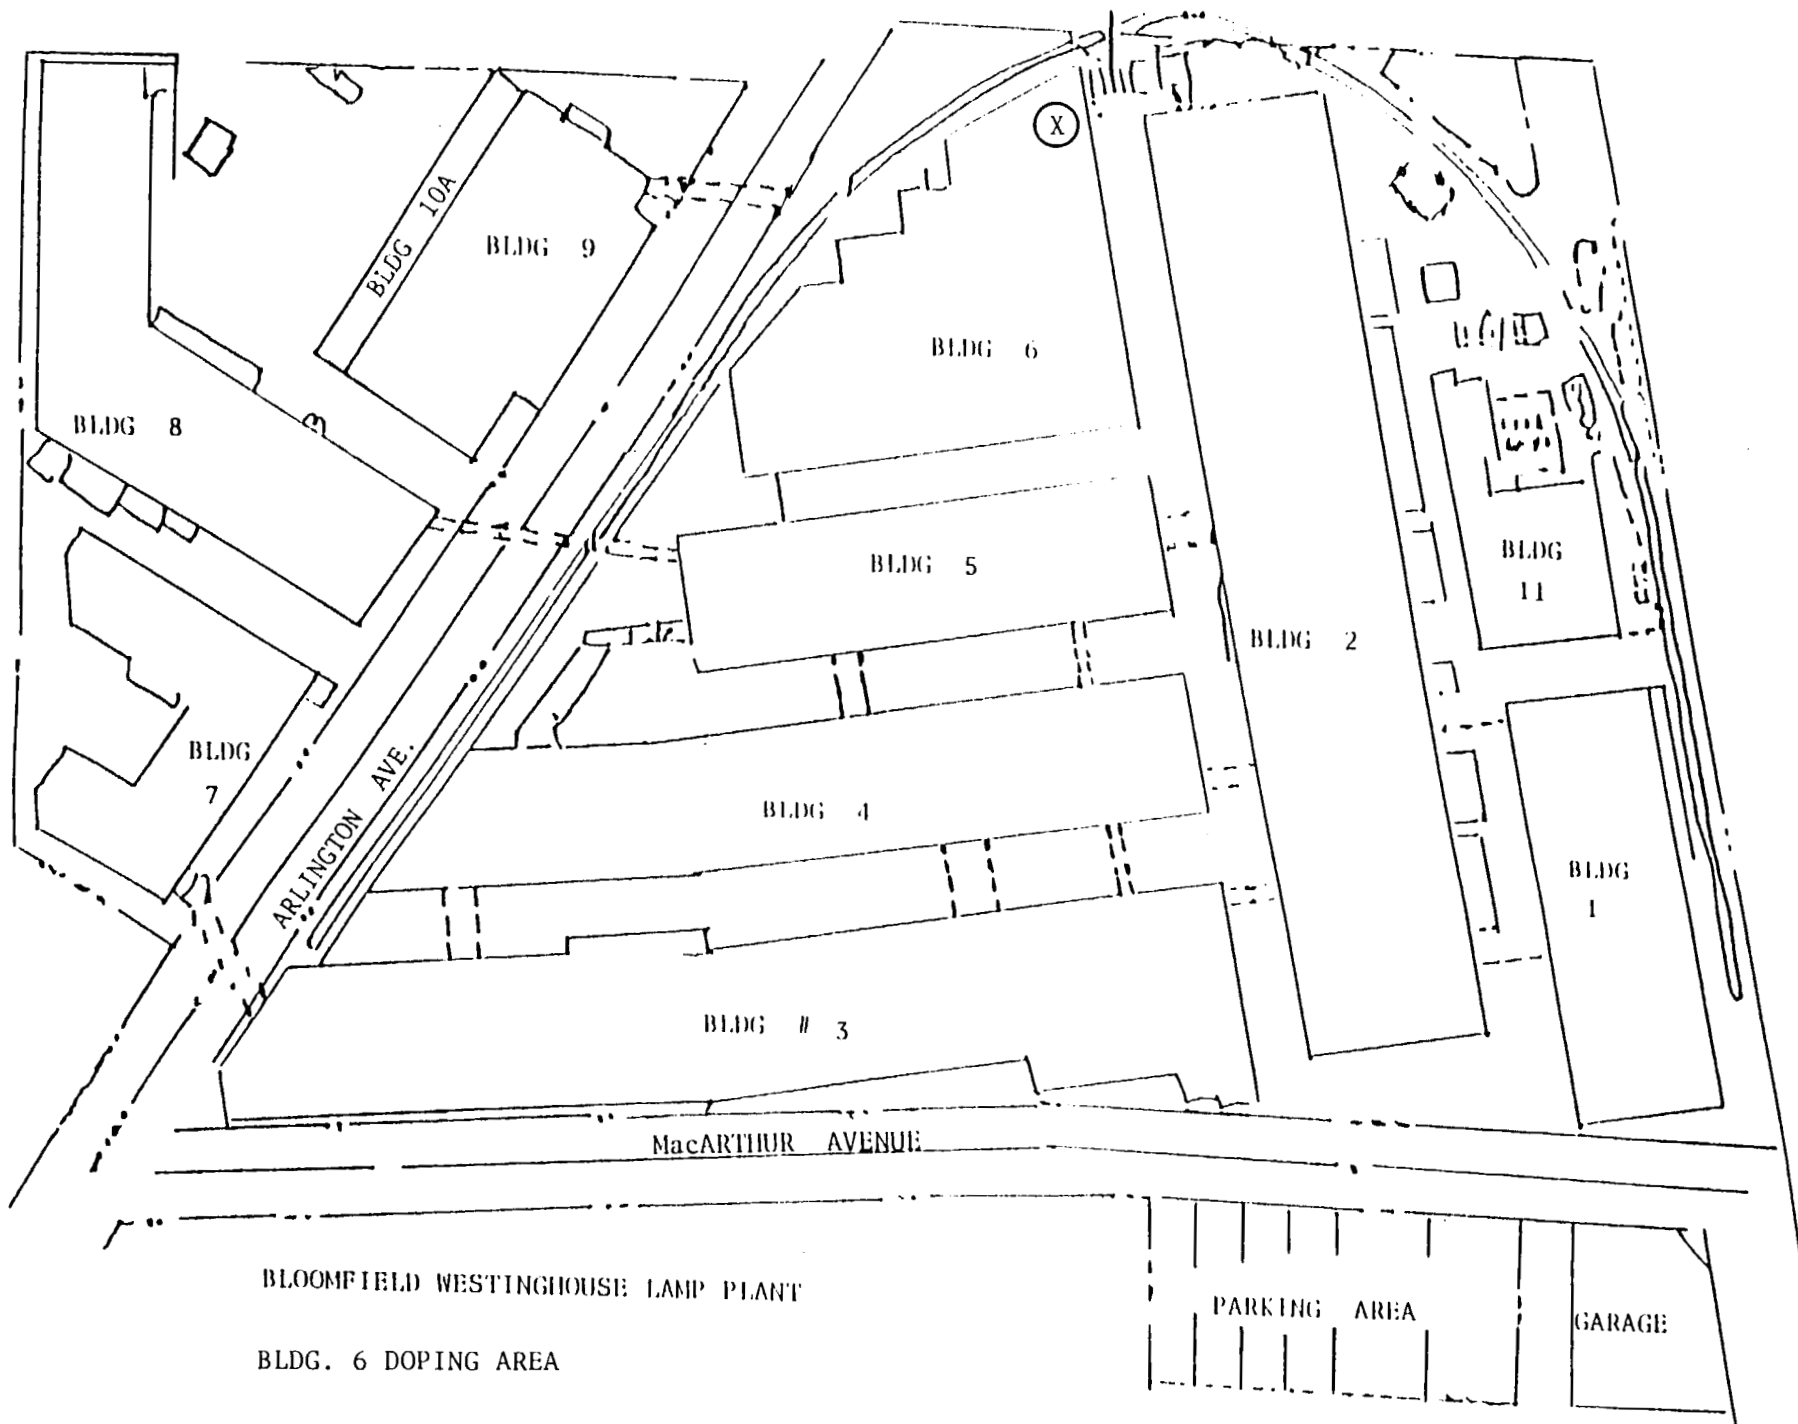 X
BLDG 10A
BLDG 9
BLDG 6
BLDG 8
BLDG 5
BLDG
11
BLDG 2
BLDG
7
ARLINGTON AVE.
BLDG 4
BLDG
1
BLDG # 3
MacARTHUR AVENUE
BLOOMFIELD WESTINGHOUSE LAMP PLANT
PARKING AREA
GARAGE
BLDG. 6 DOPING AREA